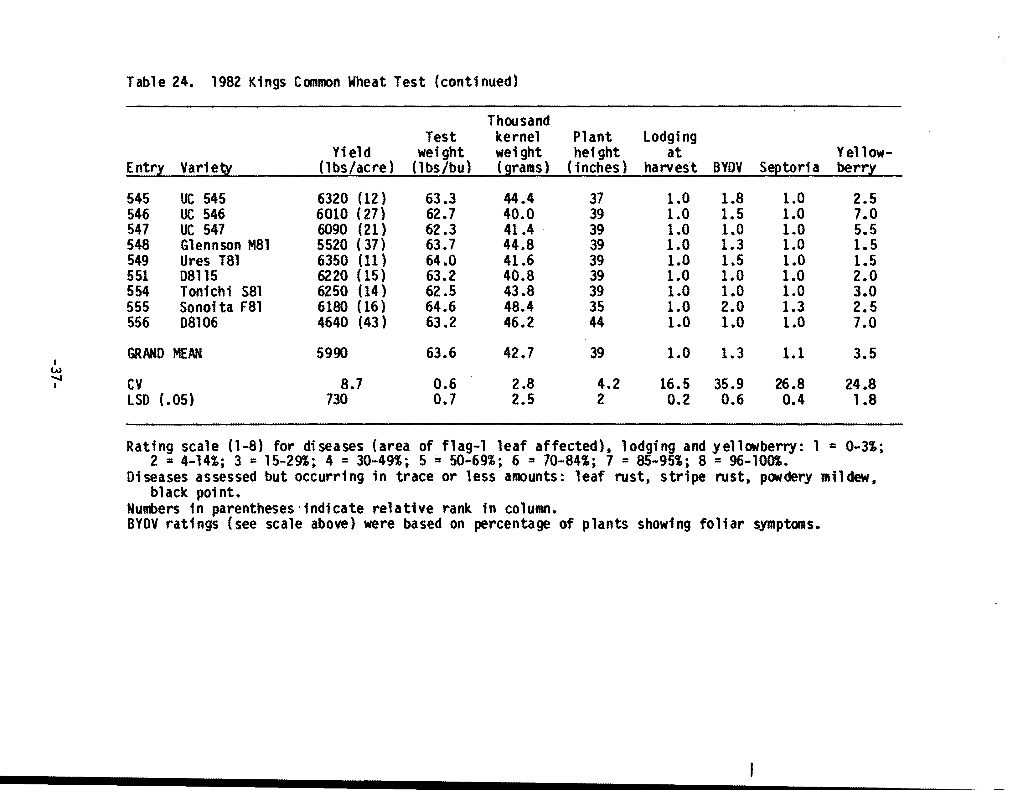 Table 24. 1982 Kings Common Wheat Test (continued)
Thousand
Test kernel Plant Lodging
Yield weight weight height at Yellow-
Entry Variety (lbs/acre) (lbs/bu) (grams) (inches) harvest BYDV Septoria berry
545 UC 545 6320 (12) 63.3 44.4 37 1.0 1.8 1.0 2.5
546 UC 546 6010 (27) 62.7 40.0 39 1.0 1.5 1.0 7.0
547 UC 547 6090 (21) 62.3 41.4 39 1.0 1.0 1.0 5.5
548 Glennson M81 5520 (37) 63.7 44.8 39 1.0 1.3 1.0 1.5
549 Ures T81 6350 (11) 64.0 41.6 39 1.0 1.5 1.0 1.5
551 D8115 6220 (15) 63.2 40.8 39 1.0 1.0 1.0 2.0
554 Tonichi S81 6250 (14) 62.5 43.8 39 1.0 1.0 1.0 3.0
555 Sonoita F81 6180 (16) 64.6 48.4 35 1.0 2.0 1.3 2.5
556 D8106 4640 (43) 63.2 46.2 44 1.0 1.0 1.0 7.0
GRAND MEAN 5990 63.6 42.7 39 1.0 1.3 1.1 3.5
CV 8.7 0.6 2.8 4.2 16.5 35.9 26.8 24.8
LSD (.05) 730 0.7 2.5 2 0.2 0.6 0.4 1.8
Rating scale (1-8) for diseases (area of flag-1 leaf affected), lodging and yellowberry: 1 = 0-3%;
2 = 4-14%; 3 = 15-29%; 4 = 30-49%; 5 = 50-69%; 6 = 70-84%; 7 = 85-95%; 8 = 96-100%.
Diseases assessed but occurring in trace or less amounts: leaf rust, stripe rust, powdery mildew,
black point.
Numbers in parentheses indicate relative rank in column.
BYDV ratings (see scale above) were based on percentage of plants showing foliar symptoms.
-37-